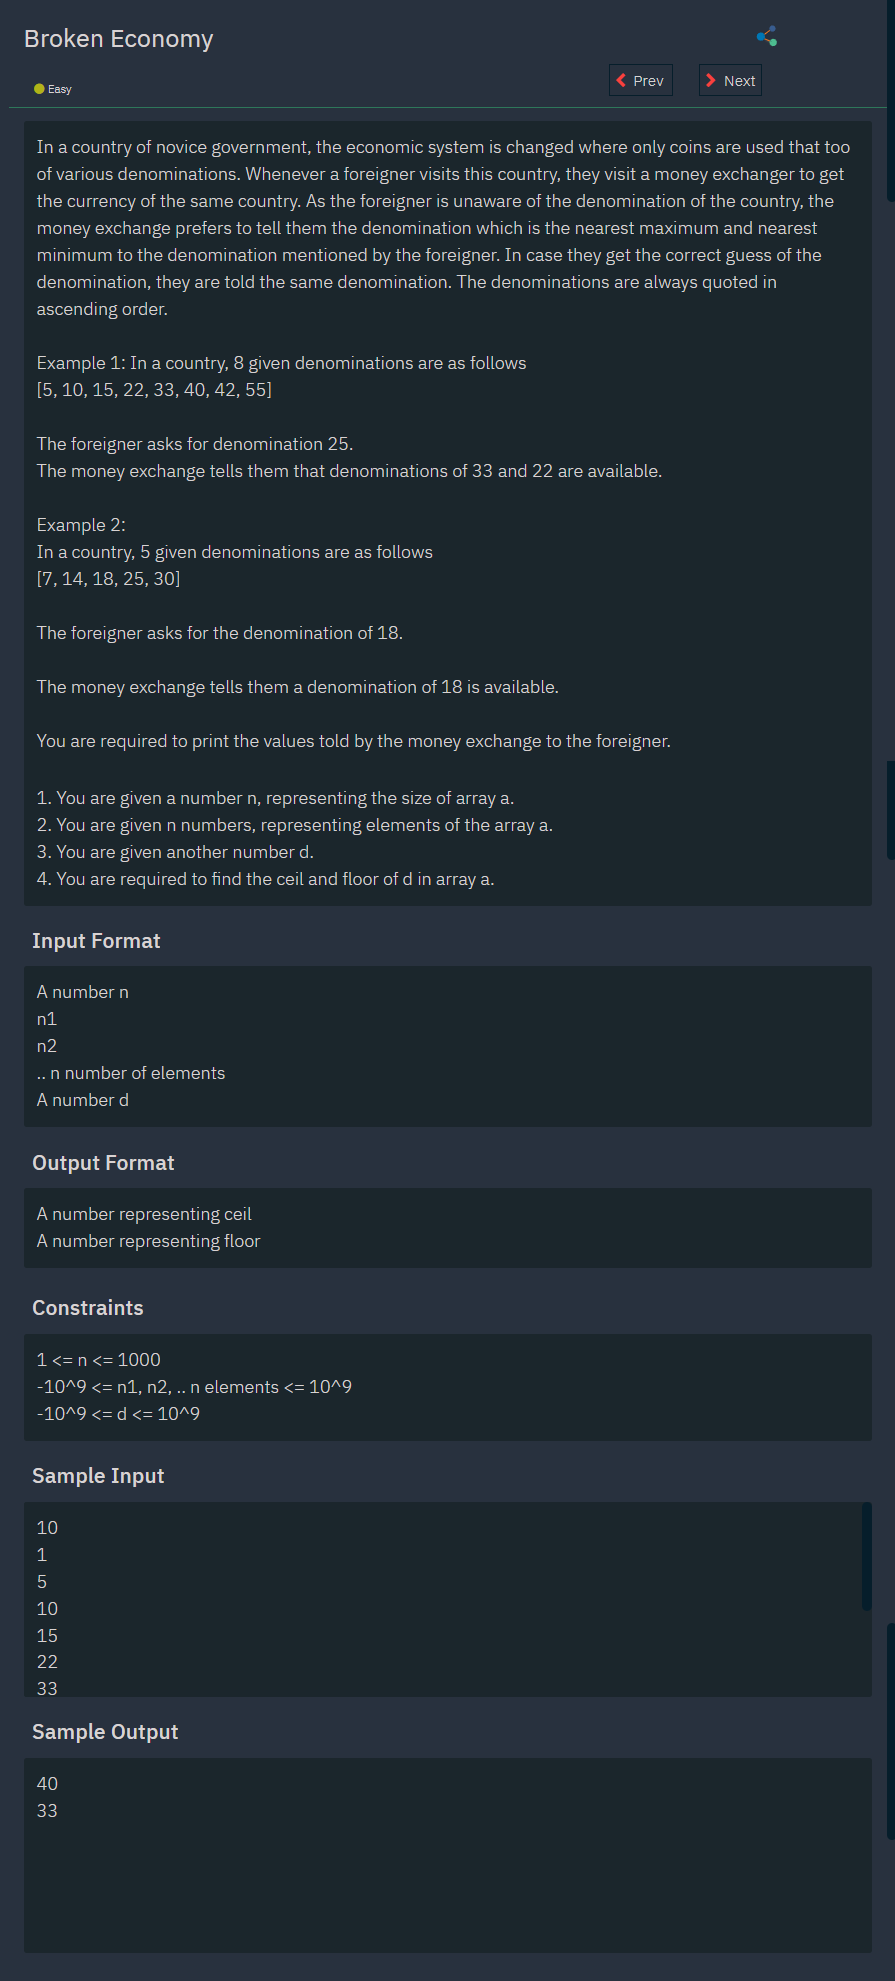 Broken Economy
Easy
Prev
Next
In a country of novice government, the economic system is changed where only coins are used that too
of various denominations. Whenever a foreigner visits this country, they visit a money exchanger to get
the currency of the same country. As the foreigner is unaware of the denomination of the country, the
money exchange prefers to tell them the denomination which is the nearest maximum and nearest
minimum to the denomination mentioned by the foreigner. In case they get the correct guess of the
denomination, they are told the same denomination. The denominations are always quoted in
ascending order.
Example 1: In a country, 8 given denominations are as follows
[5, 10, 15, 22, 33, 40, 42, 55]
The foreigner asks for denomination 25.
The money exchange tells them that denominations of 33 and 22 are available.
Example 2:
In a country, 5 given denominations are as follows
[7, 14, 18, 25, 30]
The foreigner asks for the denomination of 18.
The money exchange tells them a denomination of 18 is available.
You are required to print the values told by the money exchange to the foreigner.
1. You are given a number n, representing the size of array a.
2. You are given n numbers, representing elements of the array a.
3. You are given another number d.
4. You are required to find the ceil and floor of d in array a.
Input Format
A number n
n1
n2
.. n number of elements
A number d
Output Format
A number representing ceil
A number representing floor
Constraints
1 <= n <= 1000
-10^9 <= n1, n2, .. n elements <= 10^9
-10^9 <= d <= 10^9
Sample Input
10
1
5
10
15
22
33
Sample Output
40
33